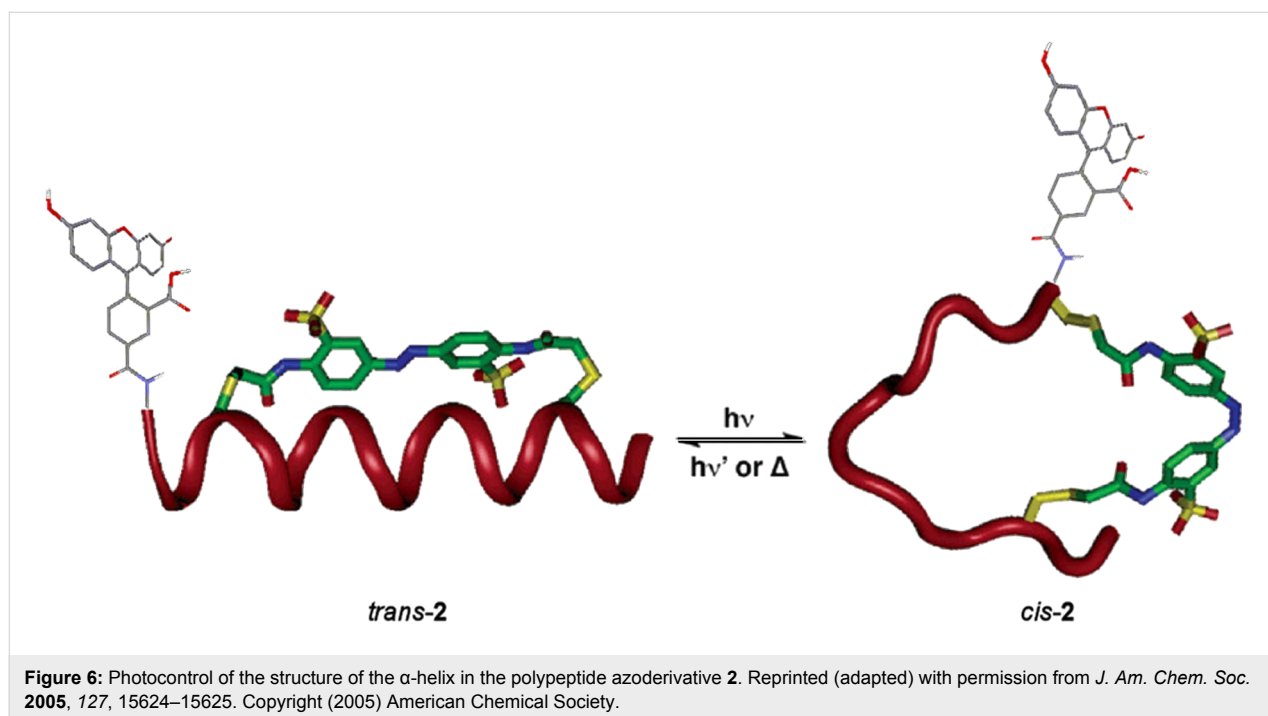 hν
hν' or Δ
trans-2
cis-2
Figure 6: Photocontrol of the structure of the α-helix in the polypeptide azoderivative 2. Reprinted (adapted) with permission from J. Am. Chem. Soc.
2005, 127, 15624–15625. Copyright (2005) American Chemical Society.